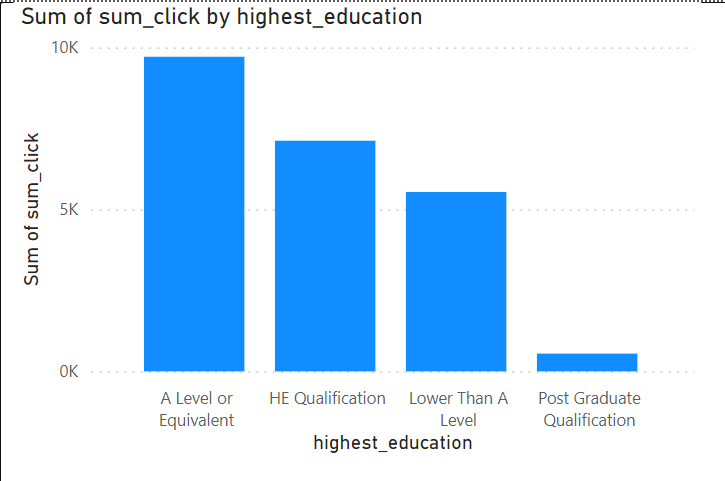 Sum of sum_click by highest_education
10K
5K
0K
Sum of sum_click
A Level or
Equivalent
HE Qualification
Lower Than A
Level
Post Graduate
Qualification
highest_education